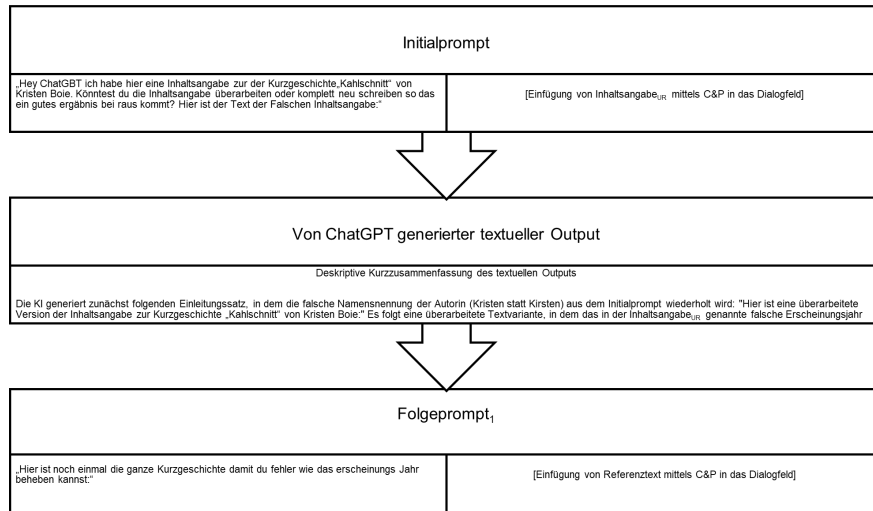 Initialprompt
„Hey ChatGBT ich habe hier eine Inhaltsangabe zur der Kurzgeschichte„Kahlschnitt“ von
Kristen Boie. Könntest du die Inhaltsangabe überarbeiten oder komplett neu schreiben so das
ein gutes ergäbnis bei raus kommt? Hier ist der Text der Falschen Inhaltsangabe:“
[Einfügung von Inhaltsangabe_UR mittels C&P in das Dialogfeld]
Von ChatGPT generierter textueller Output
Deskriptive Kurzzusammenfassung des textuellen Outputs
Die KI generiert zunächst folgenden Einleitungssatz, in dem die falsche Namensnennung der Autorin (Kristen statt Kirsten) aus dem Initialprompt wiederholt wird: "Hier ist eine überarbeitete
Version der Inhaltsangabe zur Kurzgeschichte „Kahlschnitt“ von Kristen Boie:" Es folgt eine überarbeitete Textvariante, in dem das in der Inhaltsangabe_UR genannte falsche Erscheinungsjahr
Folgeprompt₁
„Hier ist noch einmal die ganze Kurzgeschichte damit du fehler wie das erscheinungs Jahr
beheben kannst:“
[Einfügung von Referenztext mittels C&P in das Dialogfeld]